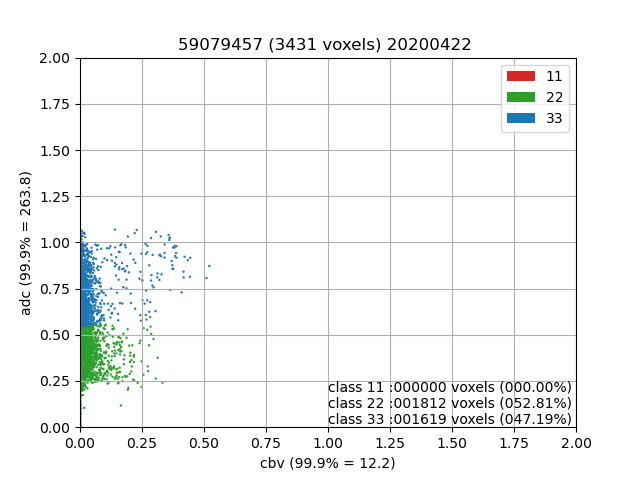 59079457 (3431 voxels) 20200422
2.00
1.75
1.50
1.25
1.00
0.75
0.50
0.25
0.00
adc (99.9% = 263.8)
11
22
33
class 11 :000000 voxels (000.00%)
class 22 :001812 voxels (052.81%)
class 33 :001619 voxels (047.19%)
0.00 0.25 0.50 0.75 1.00 1.25 1.50 1.75 2.00
cbv (99.9% = 12.2)